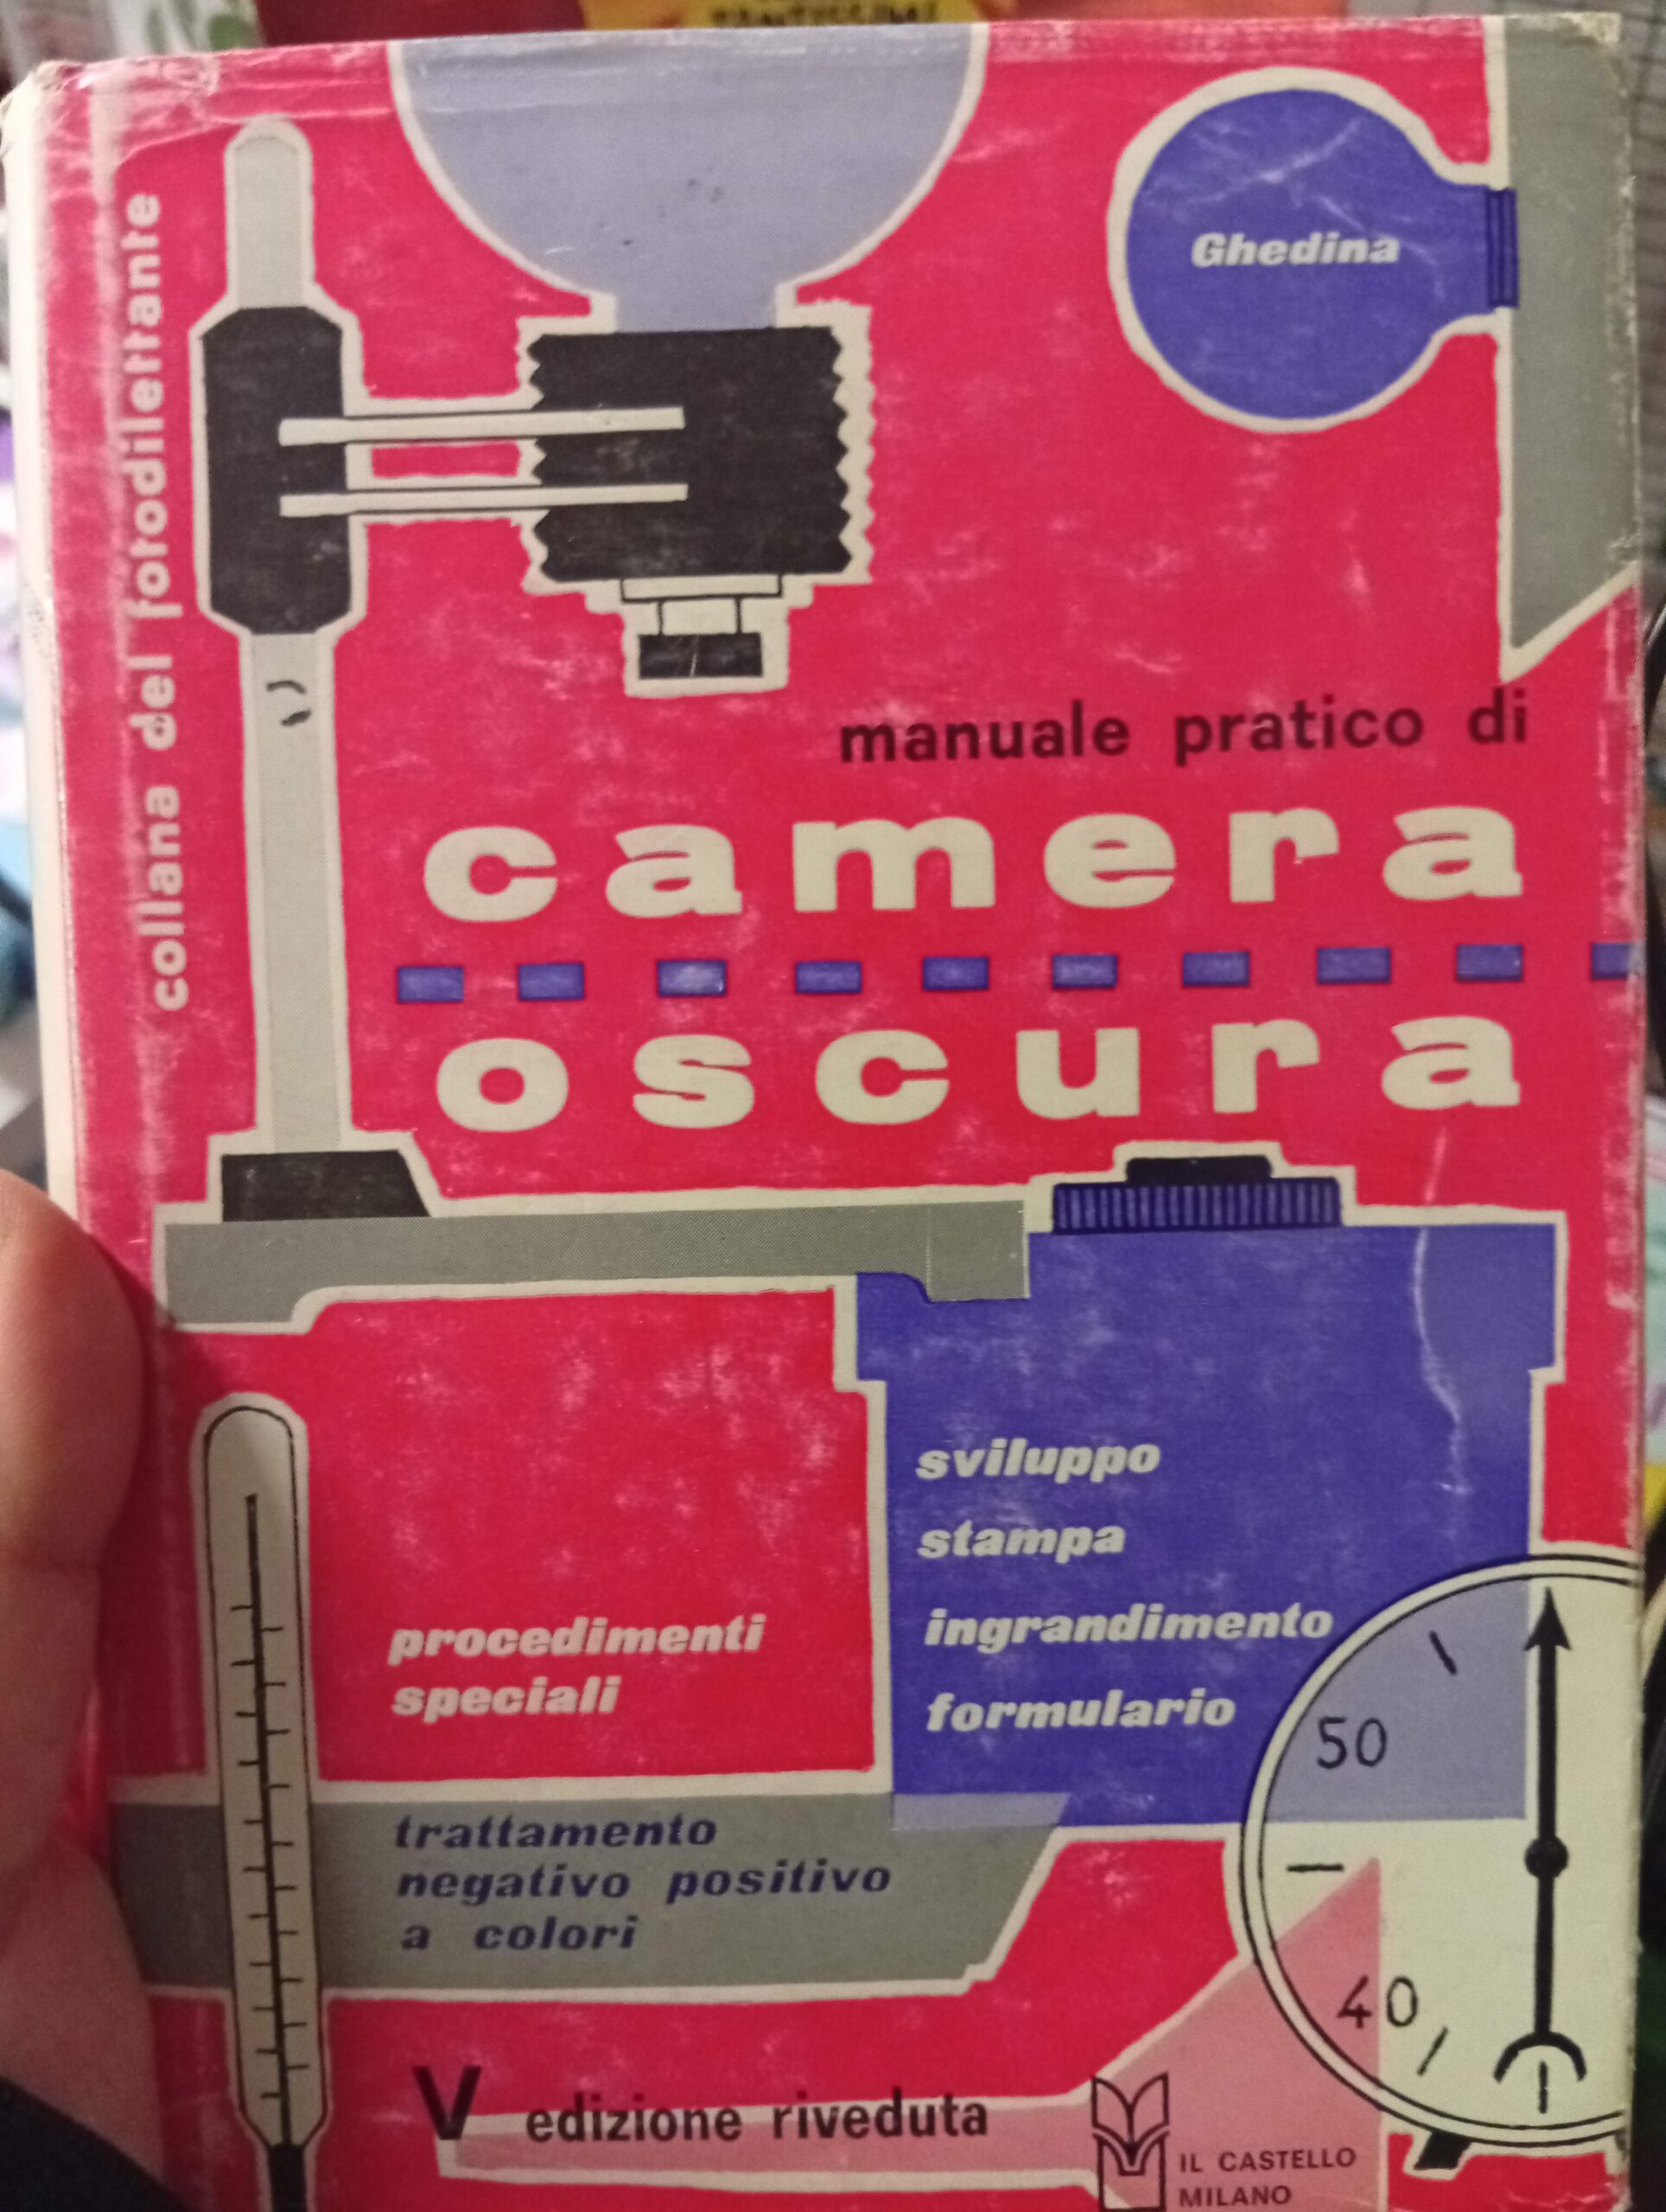 Ghedina
collana del fotodilettante
manuale pratico di
camera
oscura
sviluppo
stampa
ingrandimento
formulario
procedimenti
speciali
trattamento
negativo positivo
a colori
50
40
V edizione riveduta
IL CASTELLO
MILANO